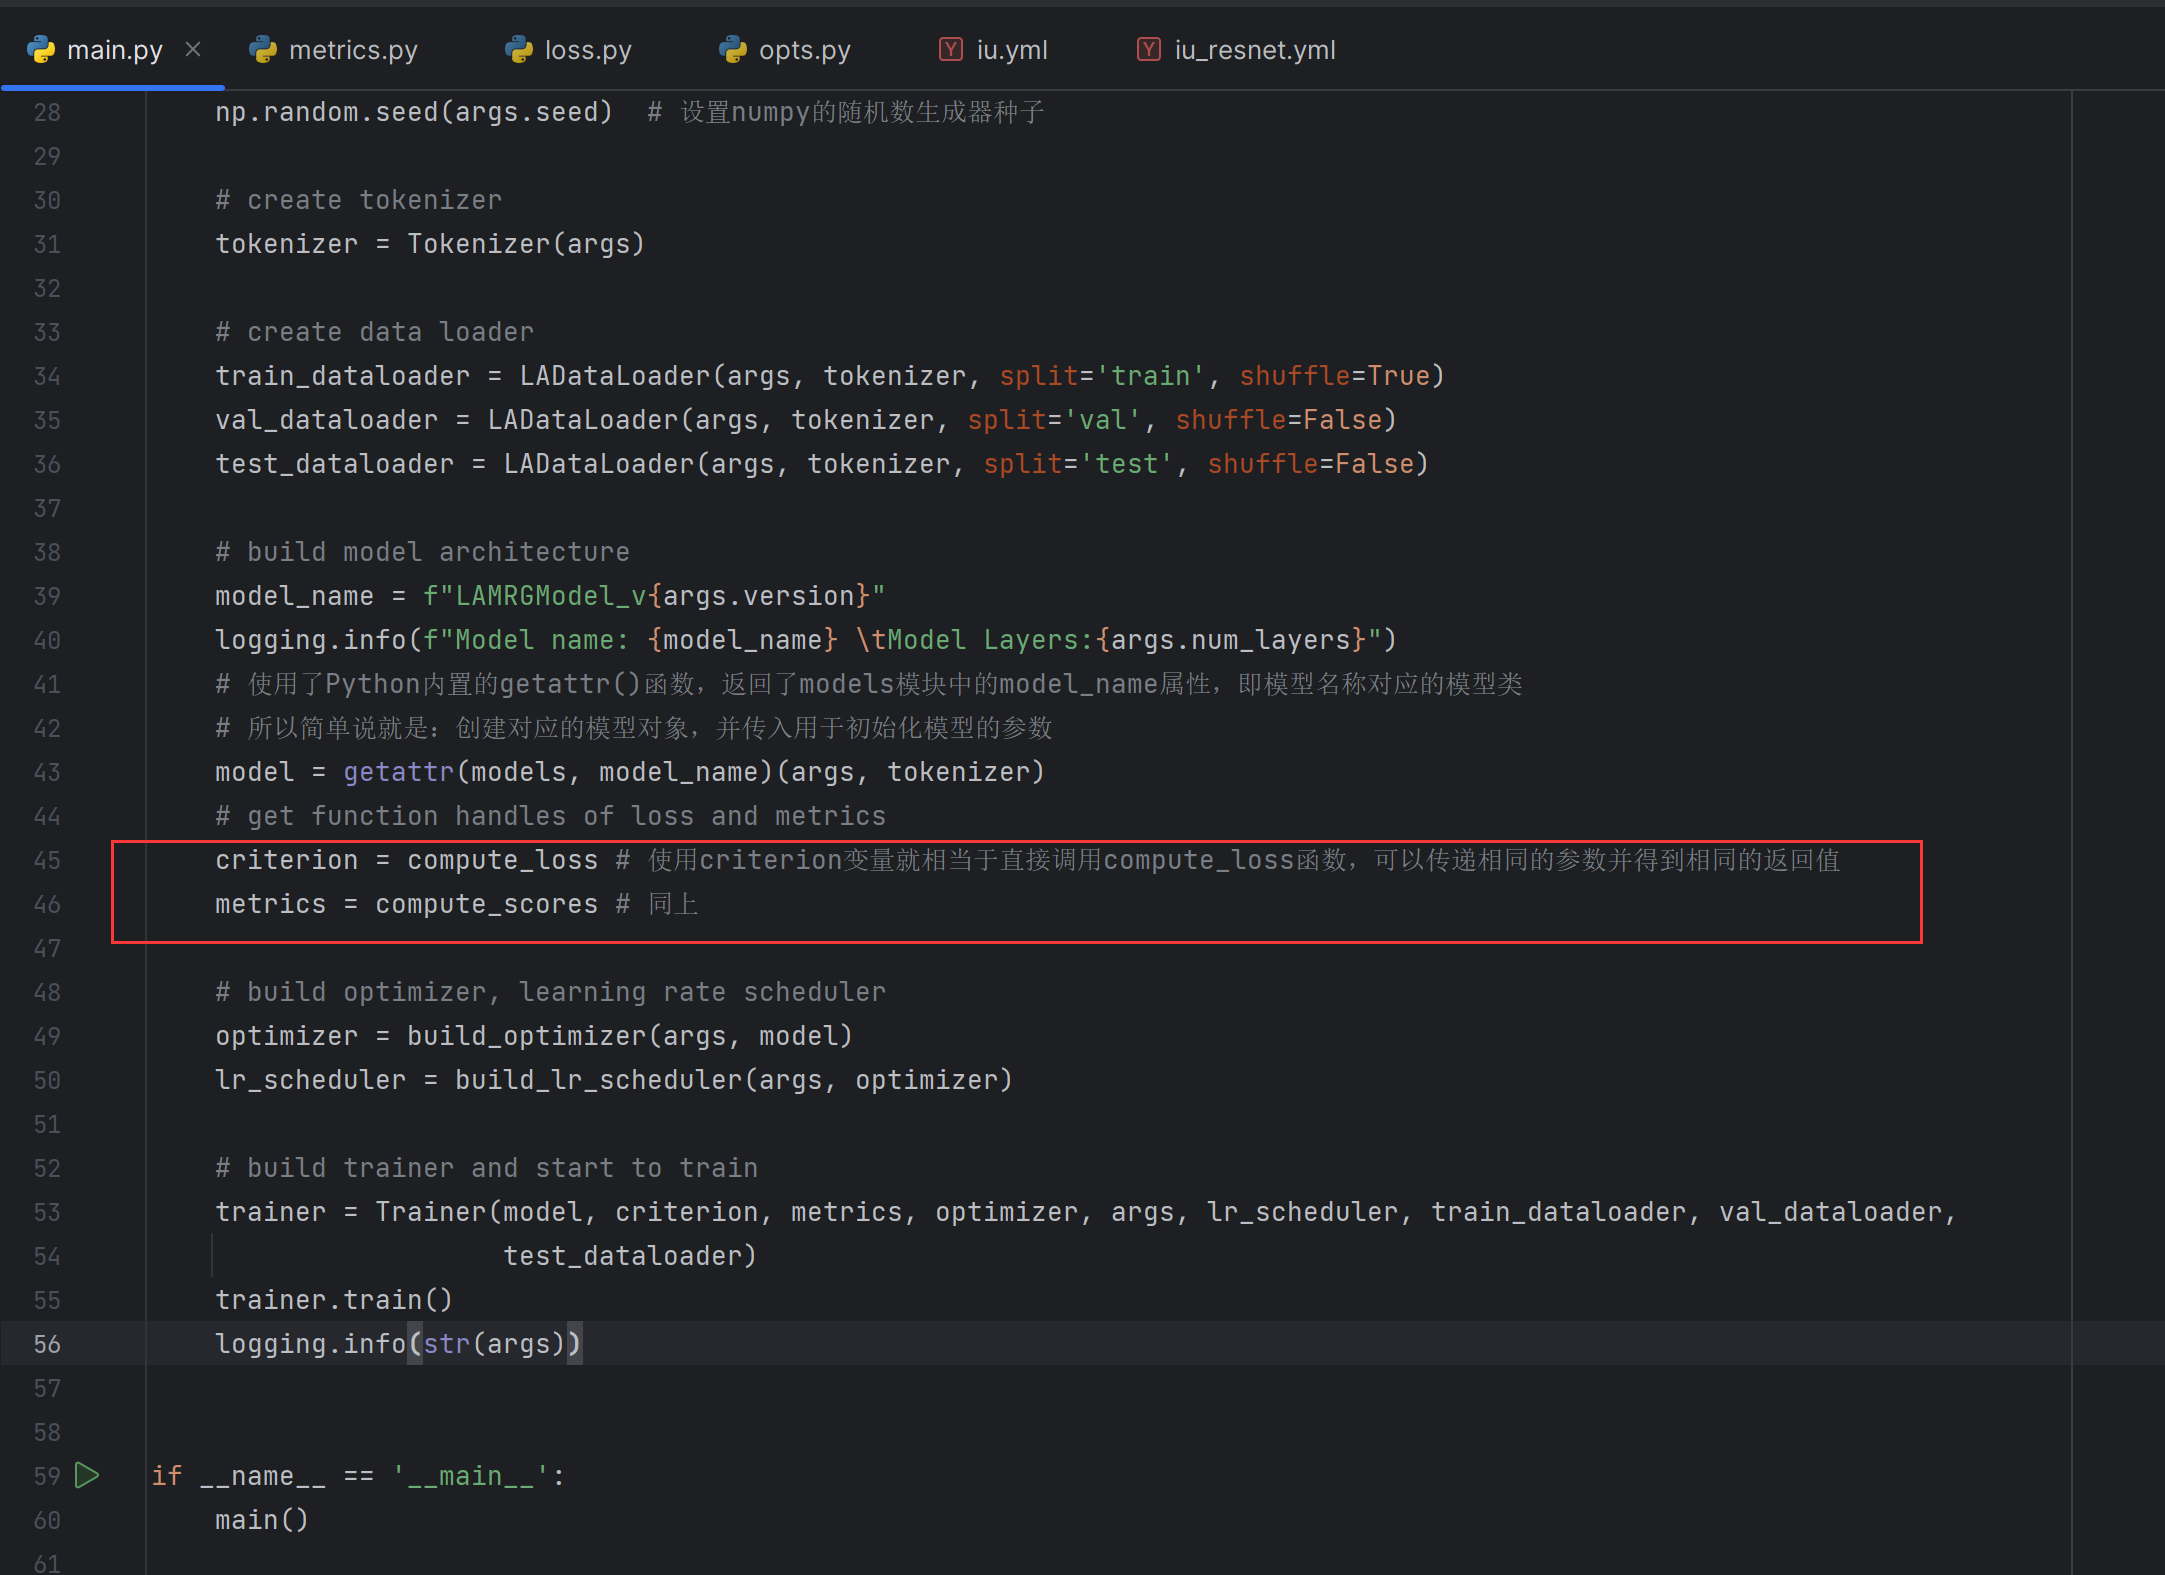 main.py metrics.py loss.py opts.py iu.yml iu_resnet.yml
28 np.random.seed(args.seed)  # 设置numpy的随机数生成器种子
29
30 # create tokenizer
31 tokenizer = Tokenizer(args)
32
33 # create data loader
34 train_dataloader = LADataLoader(args, tokenizer, split='train', shuffle=True)
35 val_dataloader = LADataLoader(args, tokenizer, split='val', shuffle=False)
36 test_dataloader = LADataLoader(args, tokenizer, split='test', shuffle=False)
37
38 # build model architecture
39 model_name = f"LAMRGModel_v{args.version}"
40 logging.info(f"Model name: {model_name} \tModel Layers:{args.num_layers}")
41 # 使用了Python内置的getattr()函数，返回了models模块中的model_name属性，即模型名称对应的模型类
42 # 所以简单说就是：创建对应的模型对象，并传入用于初始化模型的参数
43 model = getattr(models, model_name)(args, tokenizer)
44 # get function handles of loss and metrics
45 criterion = compute_loss # 使用criterion变量就相当于直接调用compute_loss函数，可以传递相同的参数并得到相同的返回值
46 metrics = compute_scores # 同上
47
48 # build optimizer, learning rate scheduler
49 optimizer = build_optimizer(args, model)
50 lr_scheduler = build_lr_scheduler(args, optimizer)
51
52 # build trainer and start to train
53 trainer = Trainer(model, criterion, metrics, optimizer, args, lr_scheduler, train_dataloader, val_dataloader,
54 test_dataloader)
55 trainer.train()
56 logging.info(str(args))
57
58
59 if __name__ == '__main__':
60 main()
61